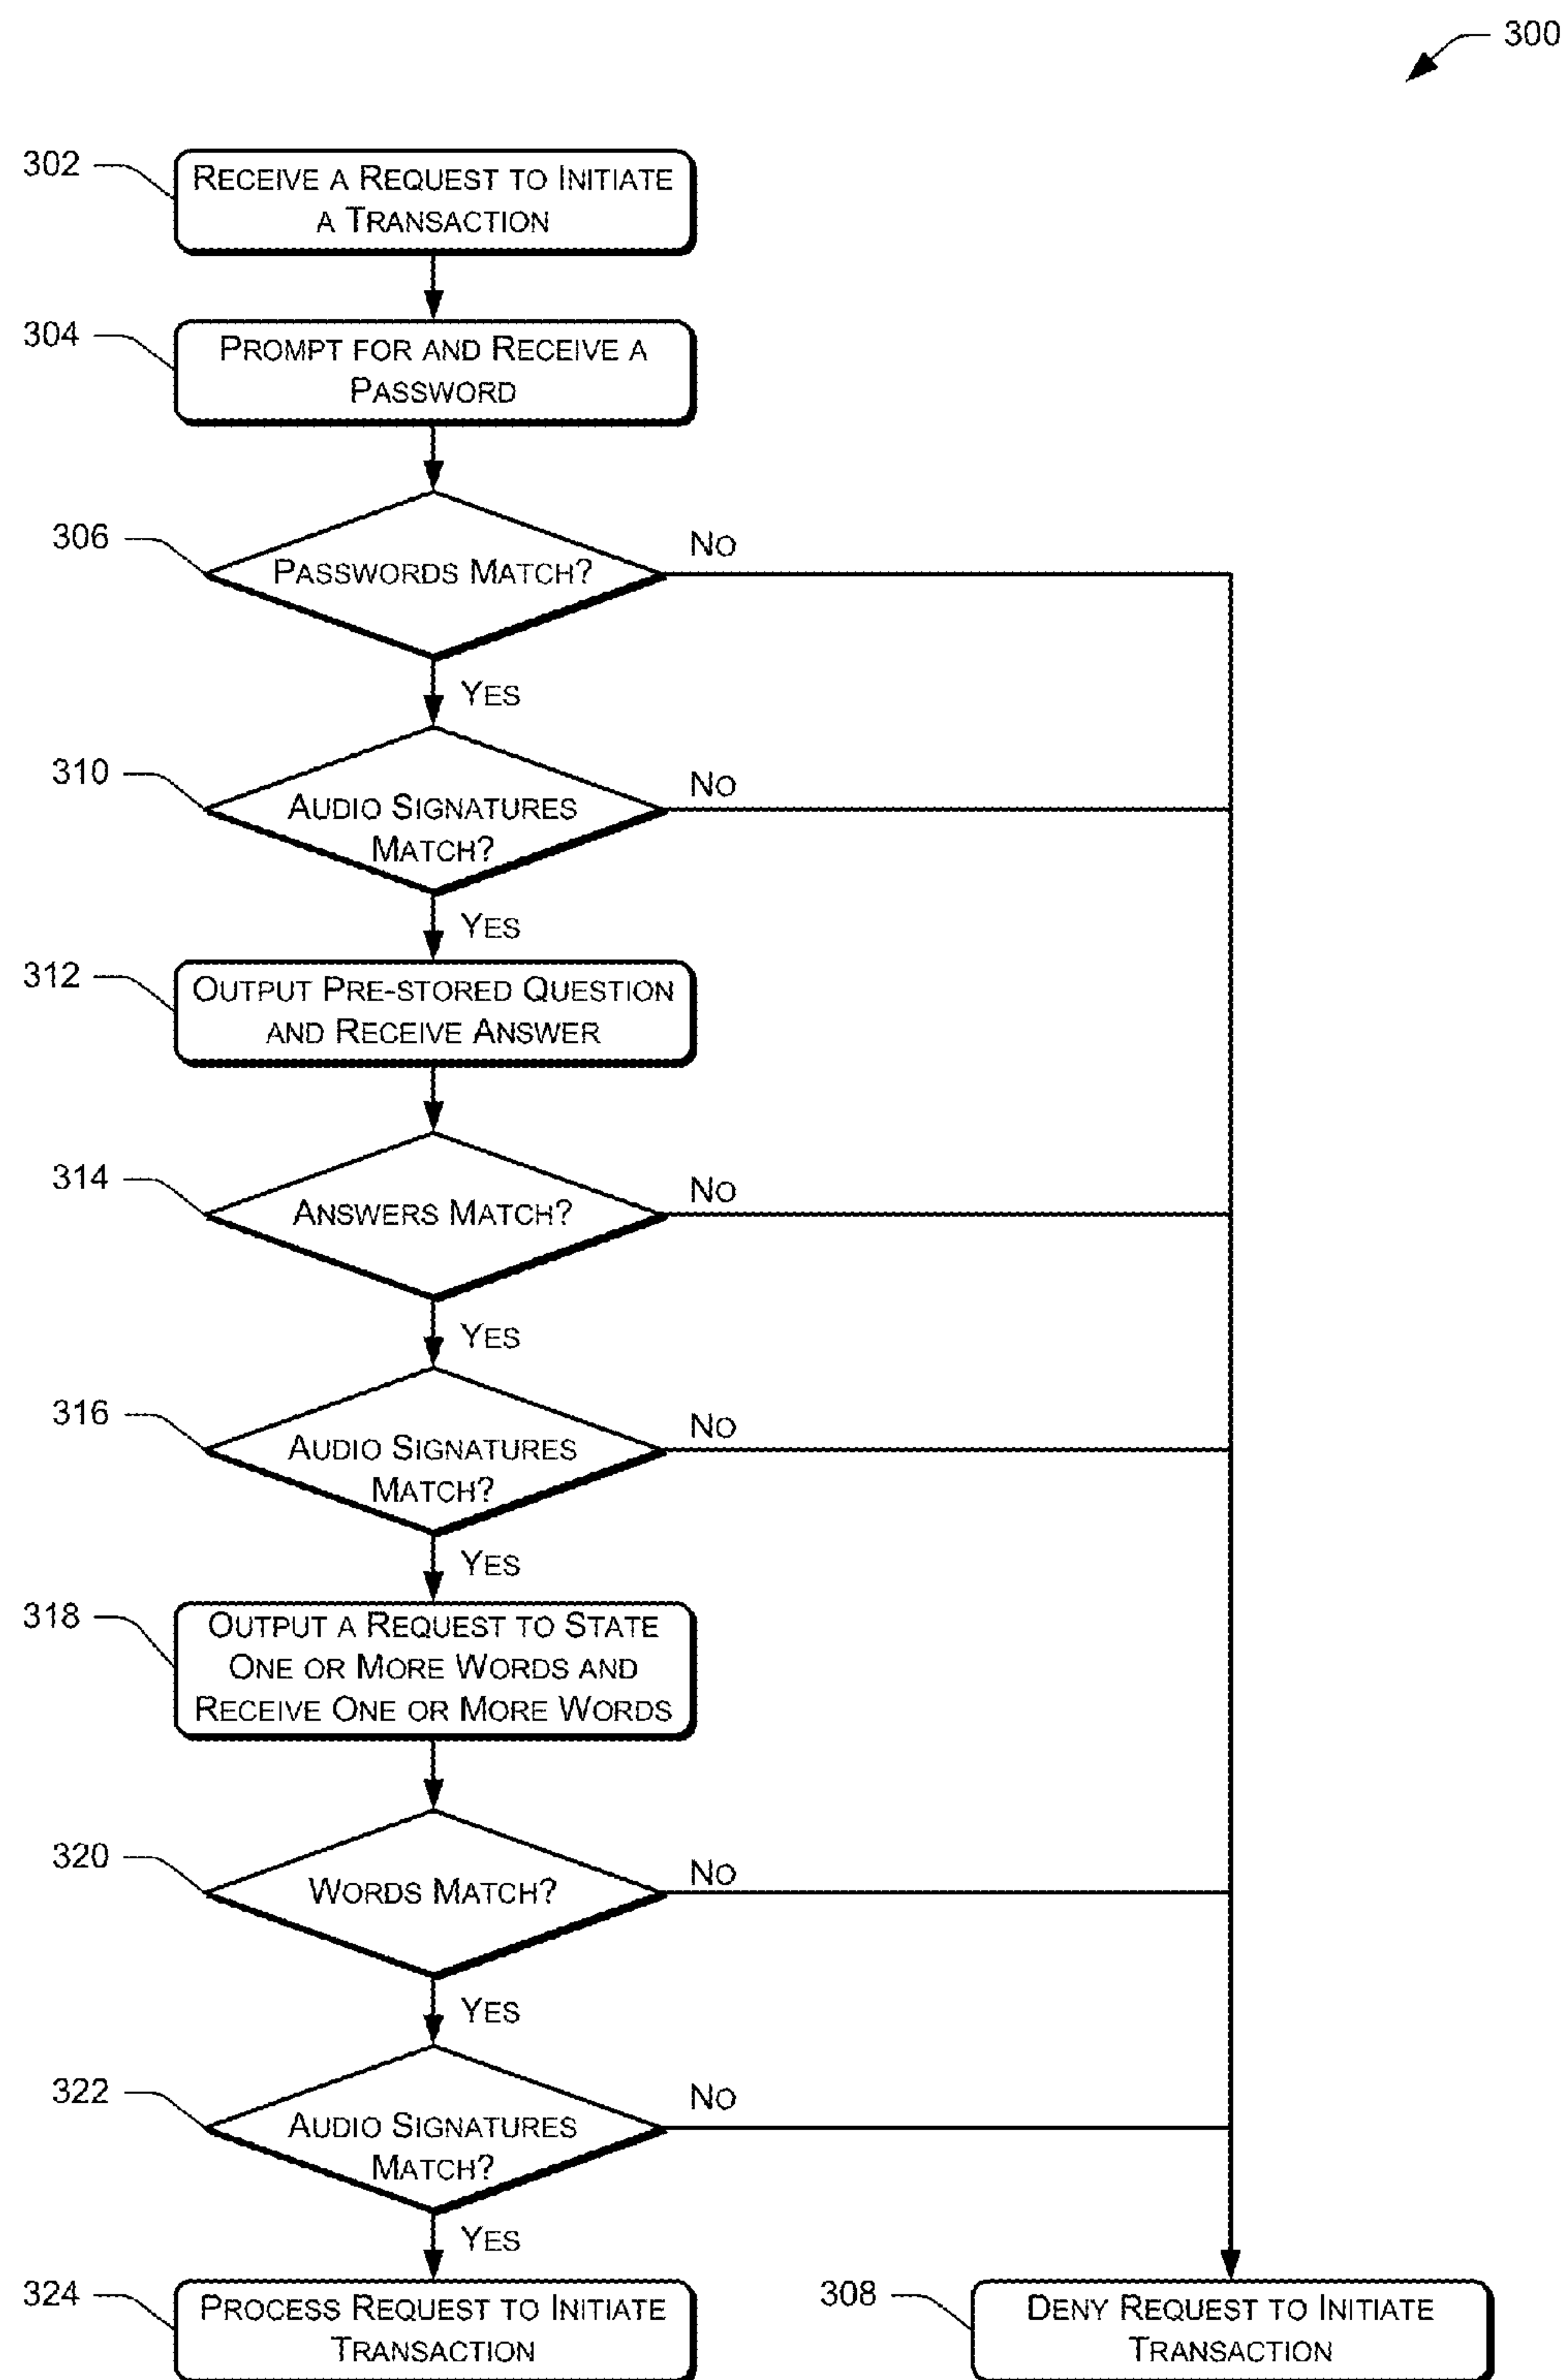 300
302
RECEIVE A REQUEST TO INITIATE
A TRANSACTION
304
PROMPT FOR AND RECEIVE A
PASSWORD
306
PASSWORDS MATCH?
NO
YES
310
AUDIO SIGNATURES
MATCH?
NO
YES
312
OUTPUT PRE-STORED QUESTION
AND RECEIVE ANSWER
314
ANSWERS MATCH?
NO
YES
316
AUDIO SIGNATURES
MATCH?
NO
YES
318
OUTPUT A REQUEST TO STATE
ONE OR MORE WORDS AND
RECEIVE ONE OR MORE WORDS
320
WORDS MATCH?
NO
YES
322
AUDIO SIGNATURES
MATCH?
NO
YES
324
PROCESS REQUEST TO INITIATE
TRANSACTION
308
DENY REQUEST TO INITIATE
TRANSACTION